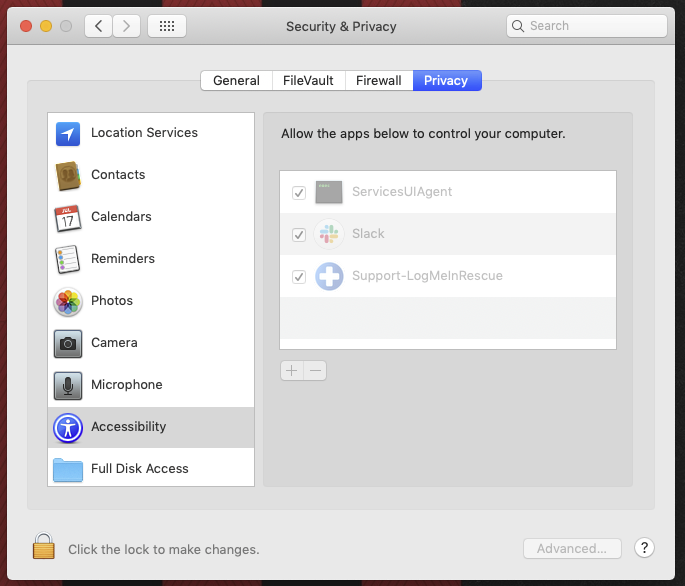 Security & Privacy
Search
General
FileVault
Firewall
Privacy
Location Services
Contacts
Calendars
Reminders
Photos
Camera
Microphone
Accessibility
Full Disk Access
JUL
17
Allow the apps below to control your computer.
ServicesUIAgent
Slack
Support-LogMeInRescue
Click the lock to make changes.
Advanced...
?